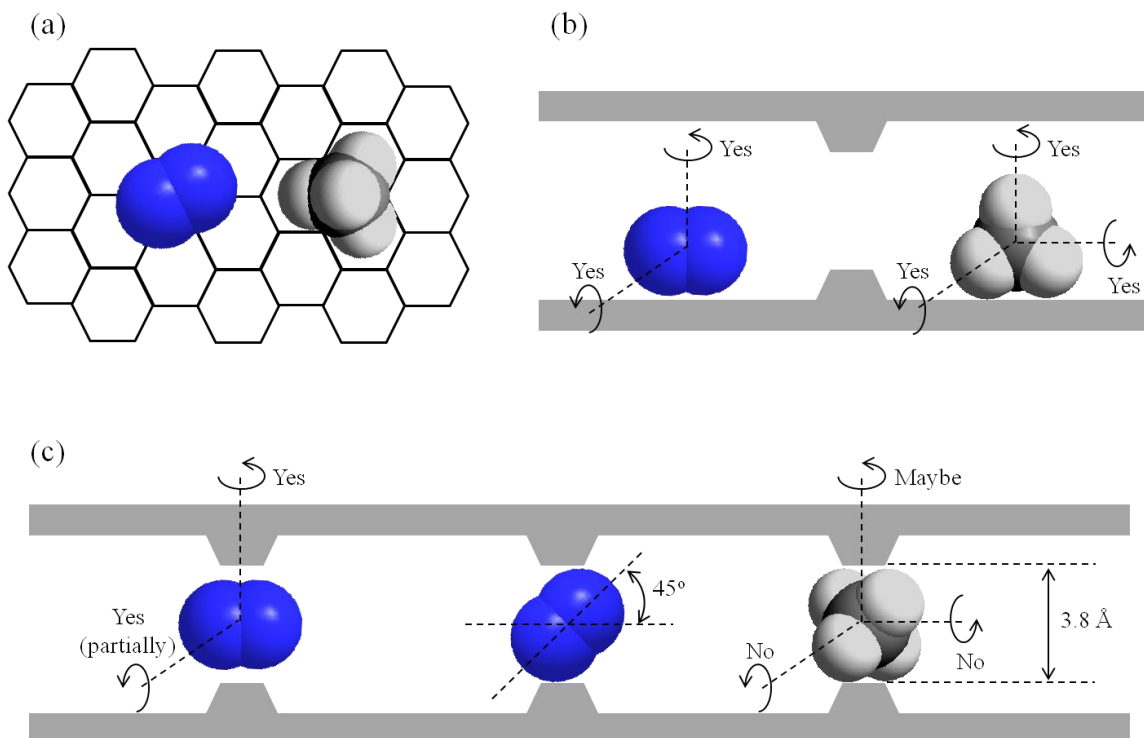 (a)
(b)
Yes
Yes
Yes
Yes
Yes
(c)
Yes
Maybe
Yes
(partially)
45°
No
No
3.8 Å